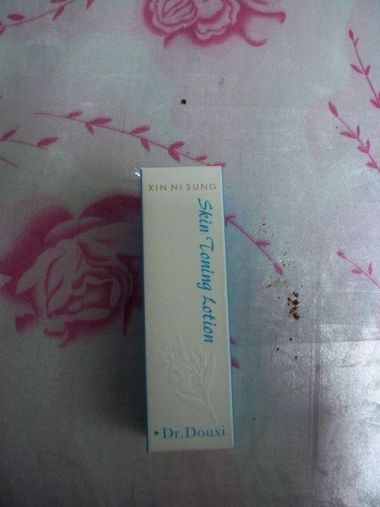 XIN NI SUNG
Skin Toning Lotion
Dr.Douxi